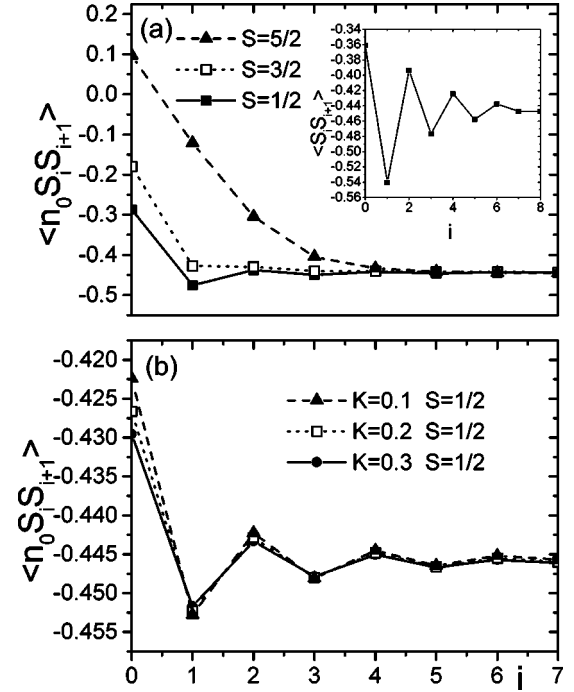 (a)
S=5/2
S=3/2
S=1/2
0.2
0.1
0.0
-0.1
-0.2
-0.3
-0.4
-0.5
<n₀SᵢSᵢ₊₁>
-0.34
-0.36
-0.38
-0.40
-0.42
-0.44
-0.46
-0.48
-0.50
-0.52
-0.54
-0.56
<SᵢSᵢ₊₁>
0 2 4 6 8
i
(b)
K=0.1 S=1/2
K=0.2 S=1/2
K=0.3 S=1/2
-0.420
-0.425
-0.430
-0.435
-0.440
-0.445
-0.450
-0.455
<n₀SᵢSᵢ₊₁>
0 1 2 3 4 5 6 7
i